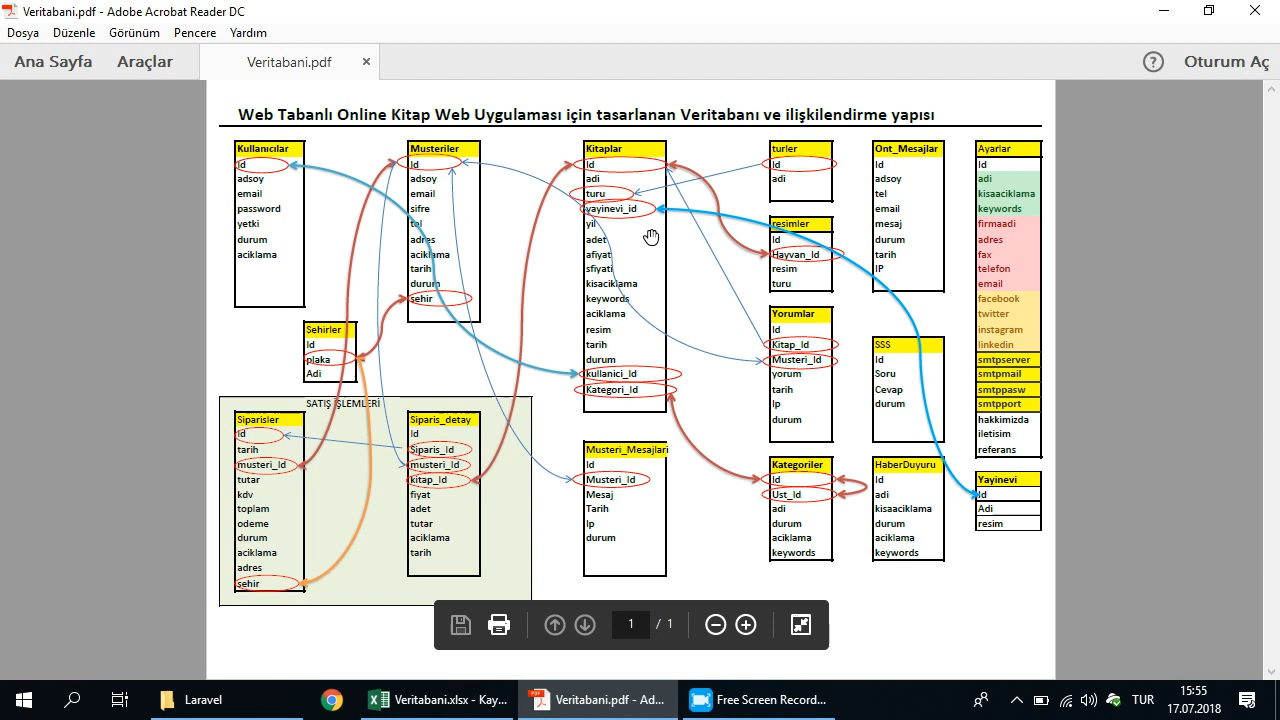 Veritabani.pdf - Adobe Acrobat Reader DC
Dosya Düzenle Görünüm Pencere Yardım
Ana Sayfa Araçlar Veritabani.pdf × ? Oturum Aç
Web Tabanlı Online Kitap Web Uygulaması için tasarlanan Veritabanı ve ilişkilendirme yapısı
Kullanıcılar
Id
adsoy
email
password
yetki
durum
aciklama
Musteriler
Id
adsoy
email
sifre
tel
adres
aciklama
tarih
durum
sehir
Sehirler
Id
plaka
Adi
SATIŞ İŞLEMLERİ
Siparisler
Id
tarih
musteri_Id
tutar
kdv
toplam
odeme
durum
aciklama
adres
sehir
Siparis_detay
Id
Siparis_Id
musteri_Id
kitap_Id
fiyat
adet
tutar
aciklama
tarih
Kitaplar
Id
adi
turu
yayinevi_id
yil
adet
afiyat
sfiyati
kisaciklama
keywords
aciklama
resim
tarih
durum
kullanici_Id
Kategori_Id
Musteri_Mesajlari
Id
Musteri_Id
Mesaj
Tarih
Ip
durum
turler
Id
adi
resimler
Id
Hayvan_Id
resim
turu
Yorumlar
Id
Kitap_Id
Musteri_Id
yorum
tarih
Ip
durum
Kategoriler
Id
Ust_Id
adi
durum
aciklama
keywords
Ont_Mesajlar
Id
adsoy
tel
email
mesaj
durum
tarih
IP
SSS
Id
Soru
Cevap
durum
HaberDuyuru
Id
adi
kisaaciklama
durum
aciklama
keywords
Ayarlar
Id
adi
kisaaciklama
keywords
firmaadi
adres
fax
telefon
email
facebook
twitter
instagram
linkedin
smtpserver
smtpmail
smtppasw
smtpport
hakkimizda
iletisim
referans
Yayinevi
Id
Adi
resim
1 / 1
Laravel Veritabani.xlsx - Kay... Veritabani.pdf - Ad... Free Screen Record... TUR 15:55
17.07.2018